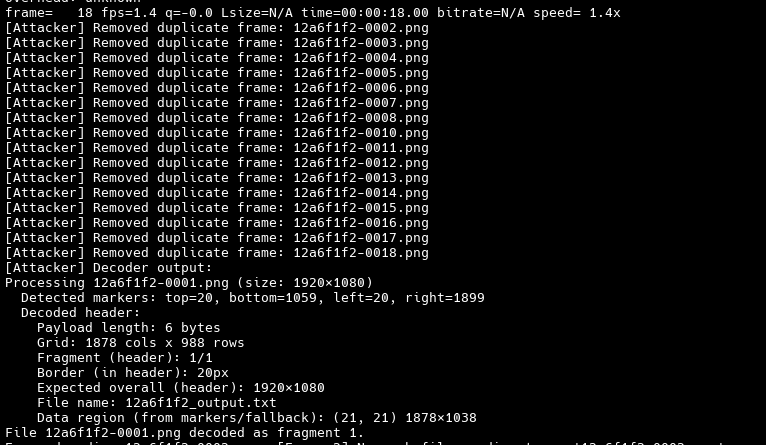 overhead: unknown
frame=   18 fps=1.4 q=-0.0 Lsize=N/A time=00:00:18.00 bitrate=N/A speed= 1.4x
[Attacker] Removed duplicate frame: 12a6f1f2-0002.png
[Attacker] Removed duplicate frame: 12a6f1f2-0003.png
[Attacker] Removed duplicate frame: 12a6f1f2-0004.png
[Attacker] Removed duplicate frame: 12a6f1f2-0005.png
[Attacker] Removed duplicate frame: 12a6f1f2-0006.png
[Attacker] Removed duplicate frame: 12a6f1f2-0007.png
[Attacker] Removed duplicate frame: 12a6f1f2-0008.png
[Attacker] Removed duplicate frame: 12a6f1f2-0010.png
[Attacker] Removed duplicate frame: 12a6f1f2-0011.png
[Attacker] Removed duplicate frame: 12a6f1f2-0012.png
[Attacker] Removed duplicate frame: 12a6f1f2-0013.png
[Attacker] Removed duplicate frame: 12a6f1f2-0014.png
[Attacker] Removed duplicate frame: 12a6f1f2-0015.png
[Attacker] Removed duplicate frame: 12a6f1f2-0016.png
[Attacker] Removed duplicate frame: 12a6f1f2-0017.png
[Attacker] Removed duplicate frame: 12a6f1f2-0018.png
[Attacker] Decoder output:
Processing 12a6f1f2-0001.png (size: 1920×1080)
  Detected markers: top=20, bottom=1059, left=20, right=1899
  Decoded header:
    Payload length: 6 bytes
    Grid: 1878 cols x 988 rows
    Fragment (header): 1/1
    Border (in header): 20px
    Expected overall (header): 1920×1080
    File name: 12a6f1f2_output.txt
    Data region (from markers/fallback): (21, 21) 1878×1038
File 12a6f1f2-0001.png decoded as fragment 1.